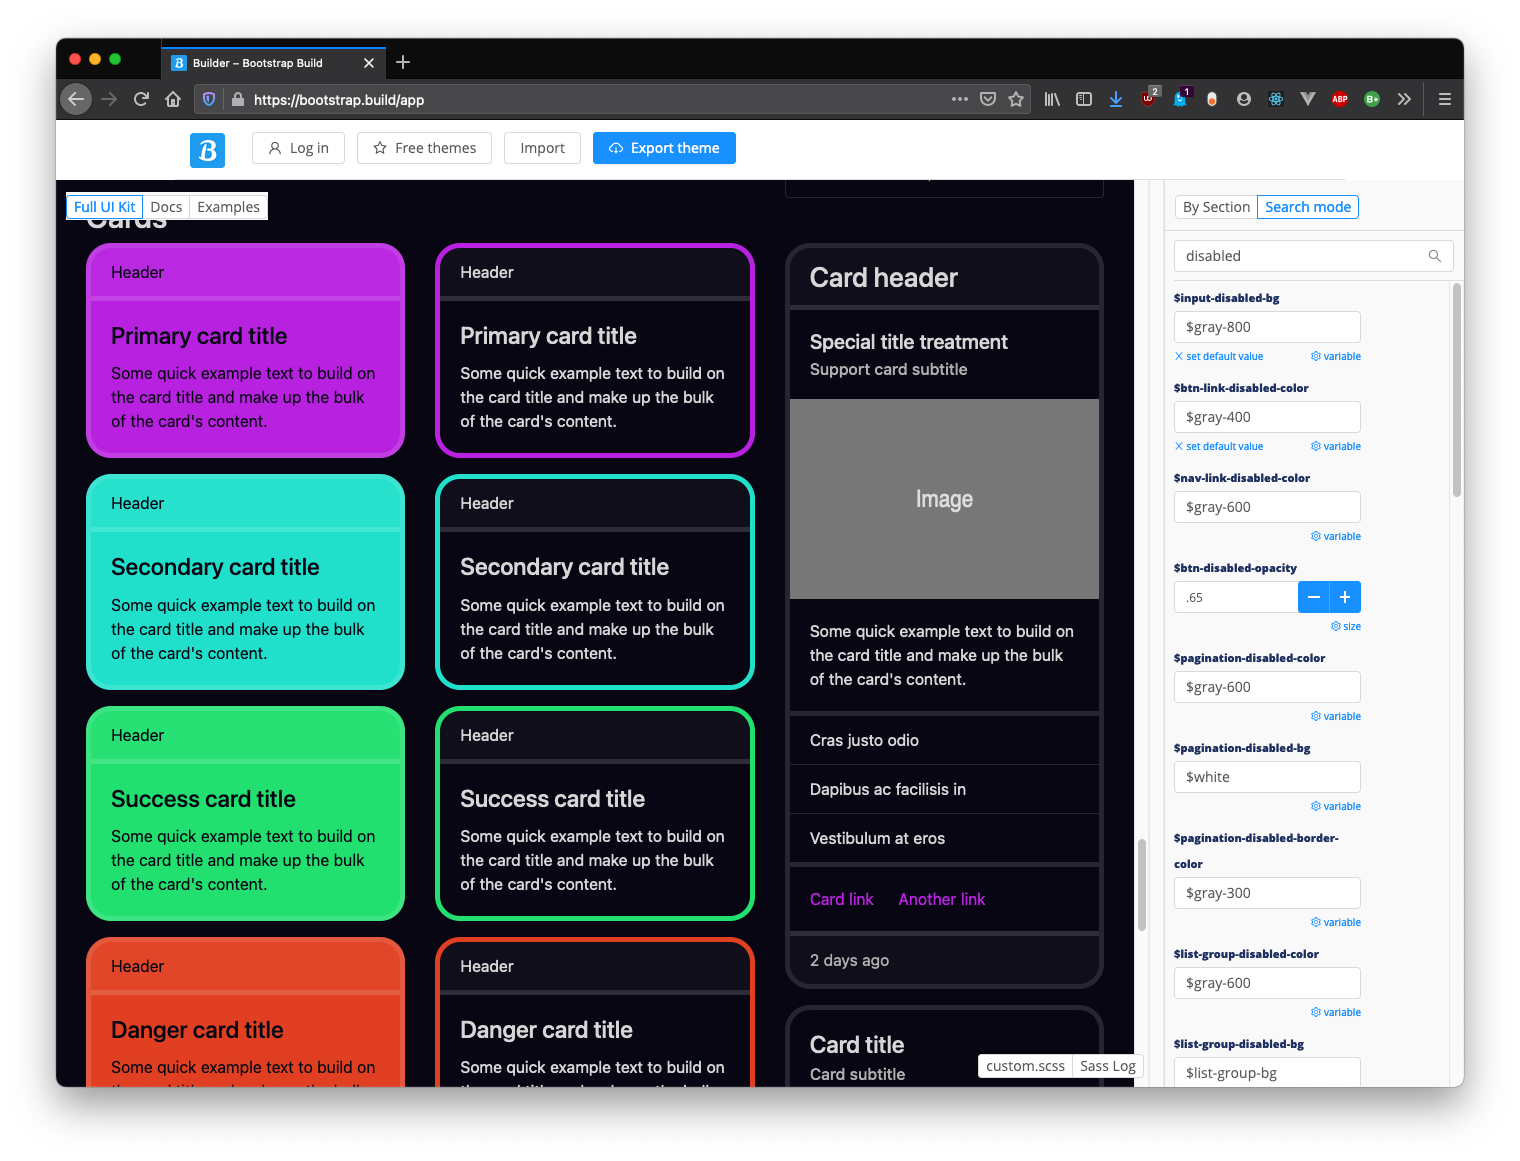 Builder – Bootstrap Build
https://bootstrap.build/app
2
1
ABP
B+
B
Log in
Free themes
Import
Export theme
Full UI Kit
Docs
Examples
Cards
Header
Primary card title
Some quick example text to build on
the card title and make up the bulk
of the card's content.
Header
Secondary card title
Some quick example text to build on
the card title and make up the bulk
of the card's content.
Header
Success card title
Some quick example text to build on
the card title and make up the bulk
of the card's content.
Header
Danger card title
Some quick example text to build on
Header
Primary card title
Some quick example text to build on
the card title and make up the bulk
of the card's content.
Header
Secondary card title
Some quick example text to build on
the card title and make up the bulk
of the card's content.
Header
Success card title
Some quick example text to build on
the card title and make up the bulk
of the card's content.
Header
Danger card title
Some quick example text to build on
Card header
Special title treatment
Support card subtitle
Image
Some quick example text to build on
the card title and make up the bulk
of the card's content.
Cras justo odio
Dapibus ac facilisis in
Vestibulum at eros
Card link Another link
2 days ago
Card title
Card subtitle
custom.scss
Sass Log
By Section
Search mode
disabled
$input-disabled-bg
$gray-800
set default value
variable
$btn-link-disabled-color
$gray-400
set default value
variable
$nav-link-disabled-color
$gray-600
variable
$btn-disabled-opacity
.65
size
$pagination-disabled-color
$gray-600
variable
$pagination-disabled-bg
$white
variable
$pagination-disabled-border-
color
$gray-300
variable
$list-group-disabled-color
$gray-600
variable
$list-group-disabled-bg
$list-group-bg